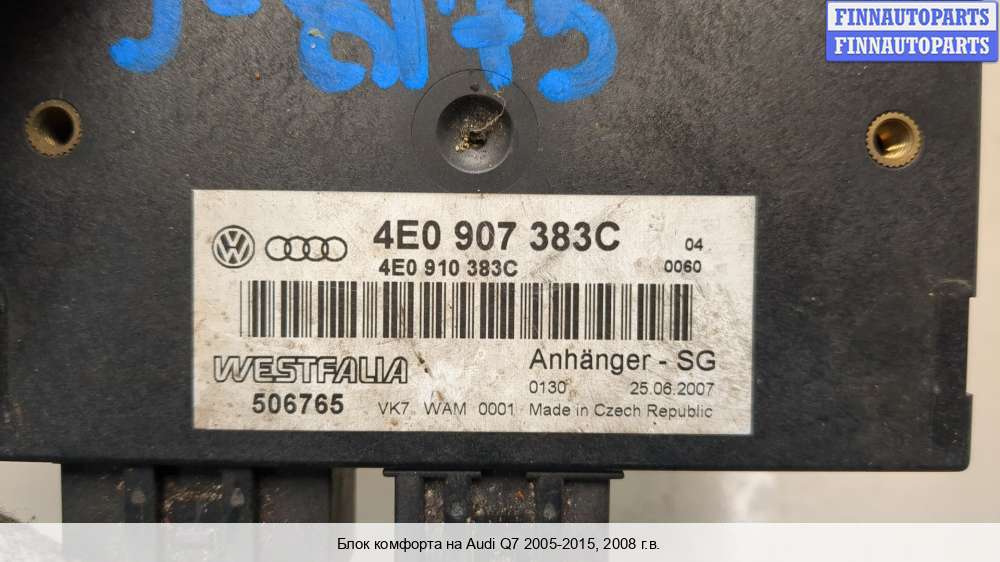 FINNAUTOPARTS
FINNAUTOPARTS
4E0 907 383C 04
4E0 910 383C 0060
WESTFALIA Anhänger - SG
0130 25.06.2007
506765 VK7 WAM 0001 Made in Czech Republic
Блок комфорта на Audi Q7 2005-2015, 2008 г.в.